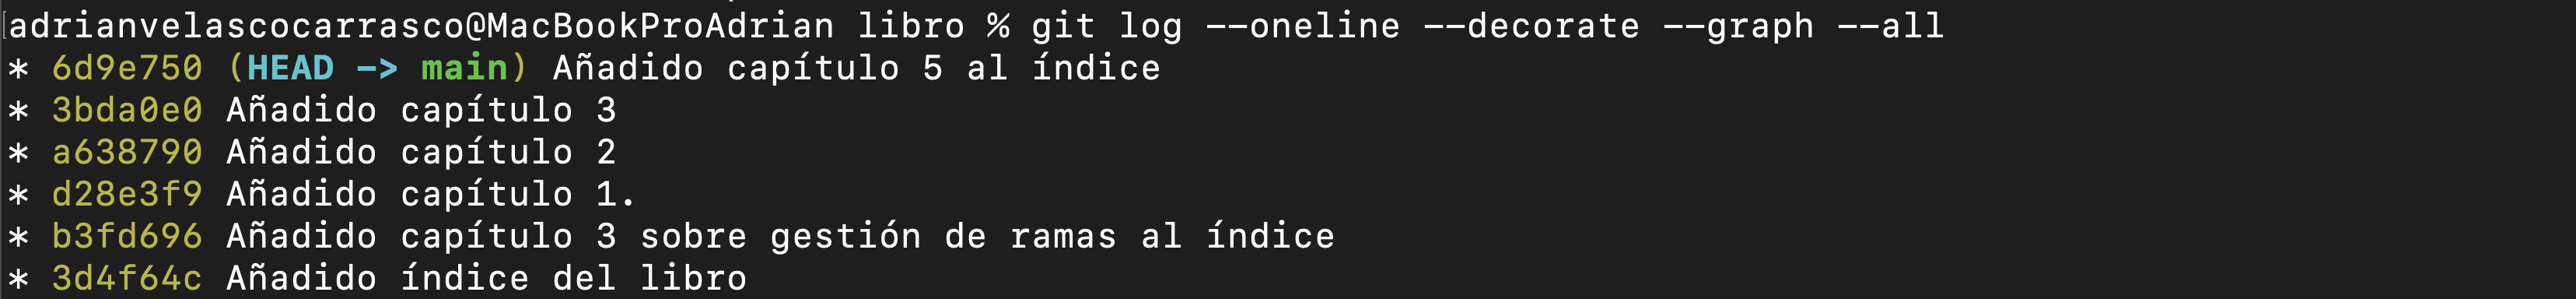 adrianvelascocarrasco@MacBookProAdrian libro % git log --oneline --decorate --graph --all
* 6d9e750 (HEAD -> main) Añadido capítulo 5 al índice
* 3bda0e0 Añadido capítulo 3
* a638790 Añadido capítulo 2
* d28e3f9 Añadido capítulo 1.
* b3fd696 Añadido capítulo 3 sobre gestión de ramas al índice
* 3d4f64c Añadido índice del libro